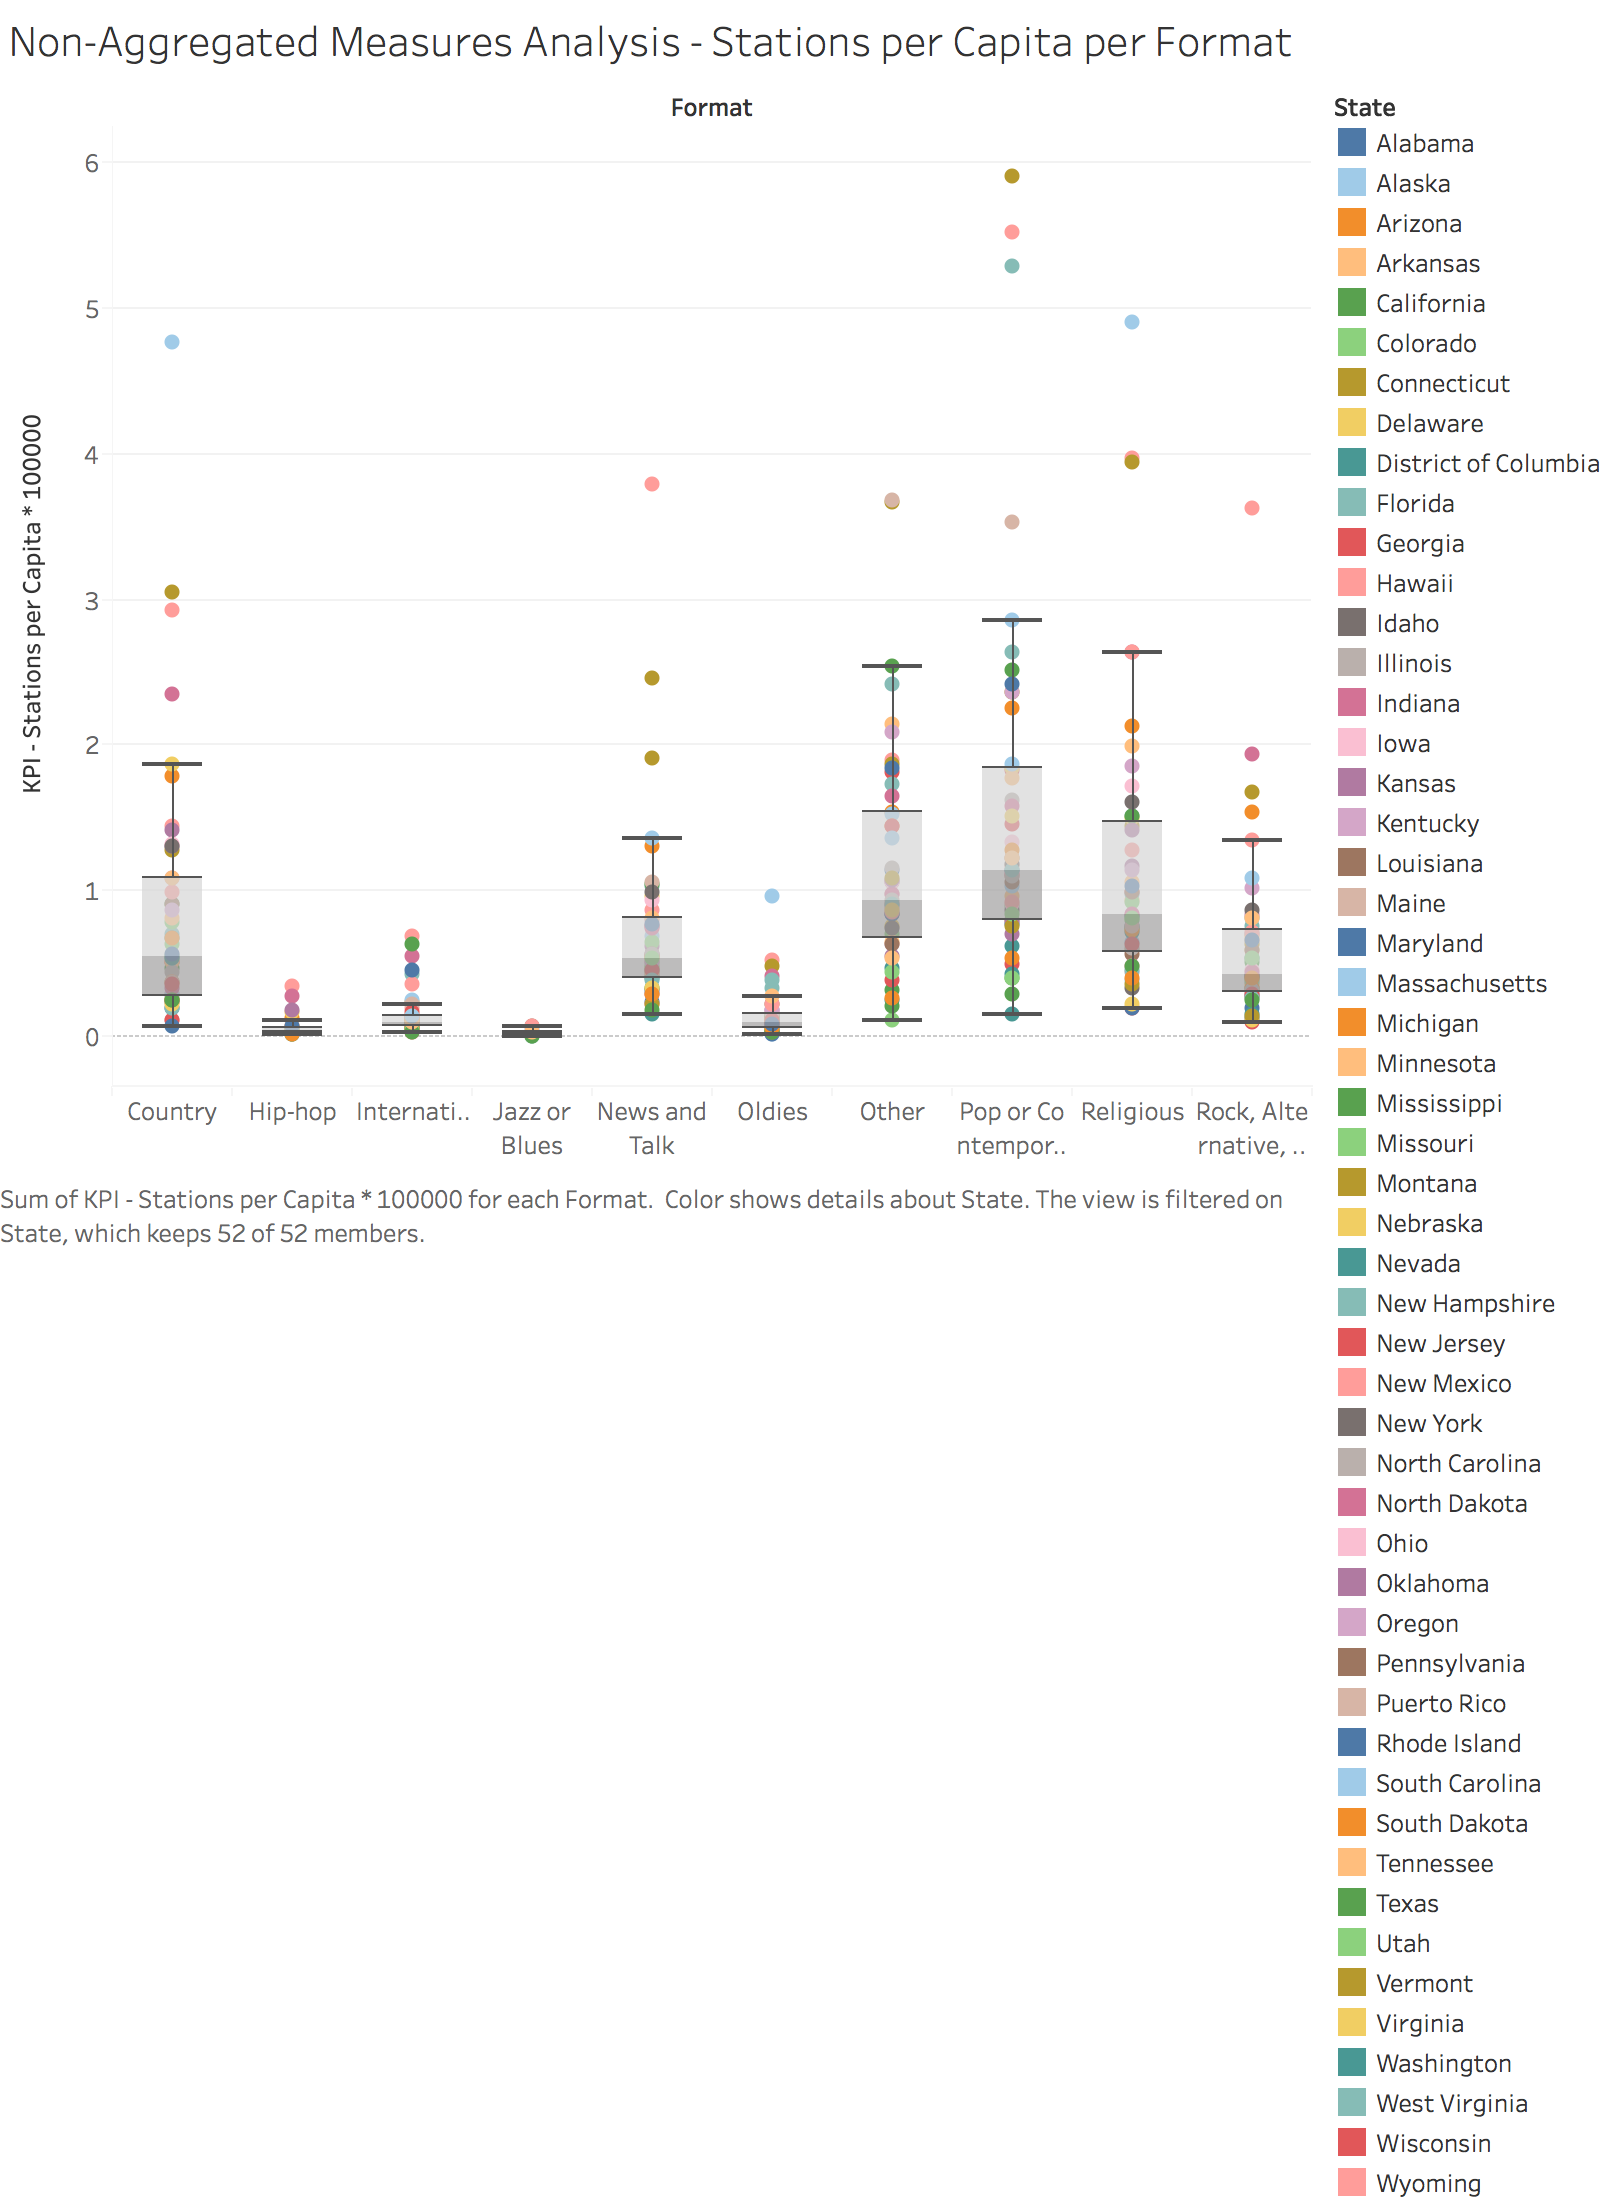 Non-Aggregated Measures Analysis - Stations per Capita per Format
Format
KPI - Stations per Capita * 100000
6
5
4
3
2
1
0
Country
Hip-hop
Internati..
Jazz or
Blues
News and
Talk
Oldies
Other
Pop or Co
ntempor..
Religious
Rock, Alte
rnative, ..
Sum of KPI - Stations per Capita * 100000 for each Format. Color shows details about State. The view is filtered on
State, which keeps 52 of 52 members.
State
Alabama
Alaska
Arizona
Arkansas
California
Colorado
Connecticut
Delaware
District of Columbia
Florida
Georgia
Hawaii
Idaho
Illinois
Indiana
Iowa
Kansas
Kentucky
Louisiana
Maine
Maryland
Massachusetts
Michigan
Minnesota
Mississippi
Missouri
Montana
Nebraska
Nevada
New Hampshire
New Jersey
New Mexico
New York
North Carolina
North Dakota
Ohio
Oklahoma
Oregon
Pennsylvania
Puerto Rico
Rhode Island
South Carolina
South Dakota
Tennessee
Texas
Utah
Vermont
Virginia
Washington
West Virginia
Wisconsin
Wyoming